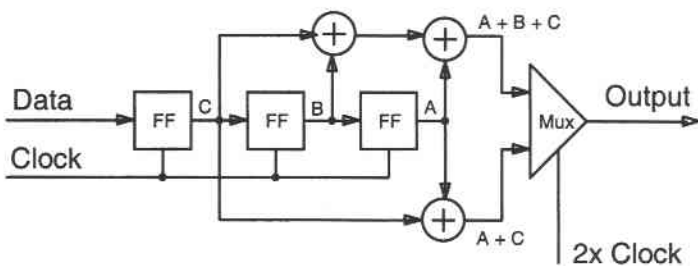 A + B + C
Data
C
B
A
Output
FF
FF
FF
Mux
Clock
A + C
2x Clock